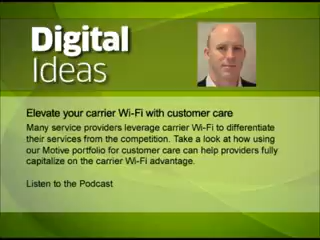 Digital
Ideas
Elevate your carrier Wi-Fi with customer care
Many service providers leverage carrier Wi-Fi to differentiate
their services from the competition. Take a look at how using
our Motive portfolio for customer care can help providers fully
capitalize on the carrier Wi-Fi advantage.
Listen to the Podcast